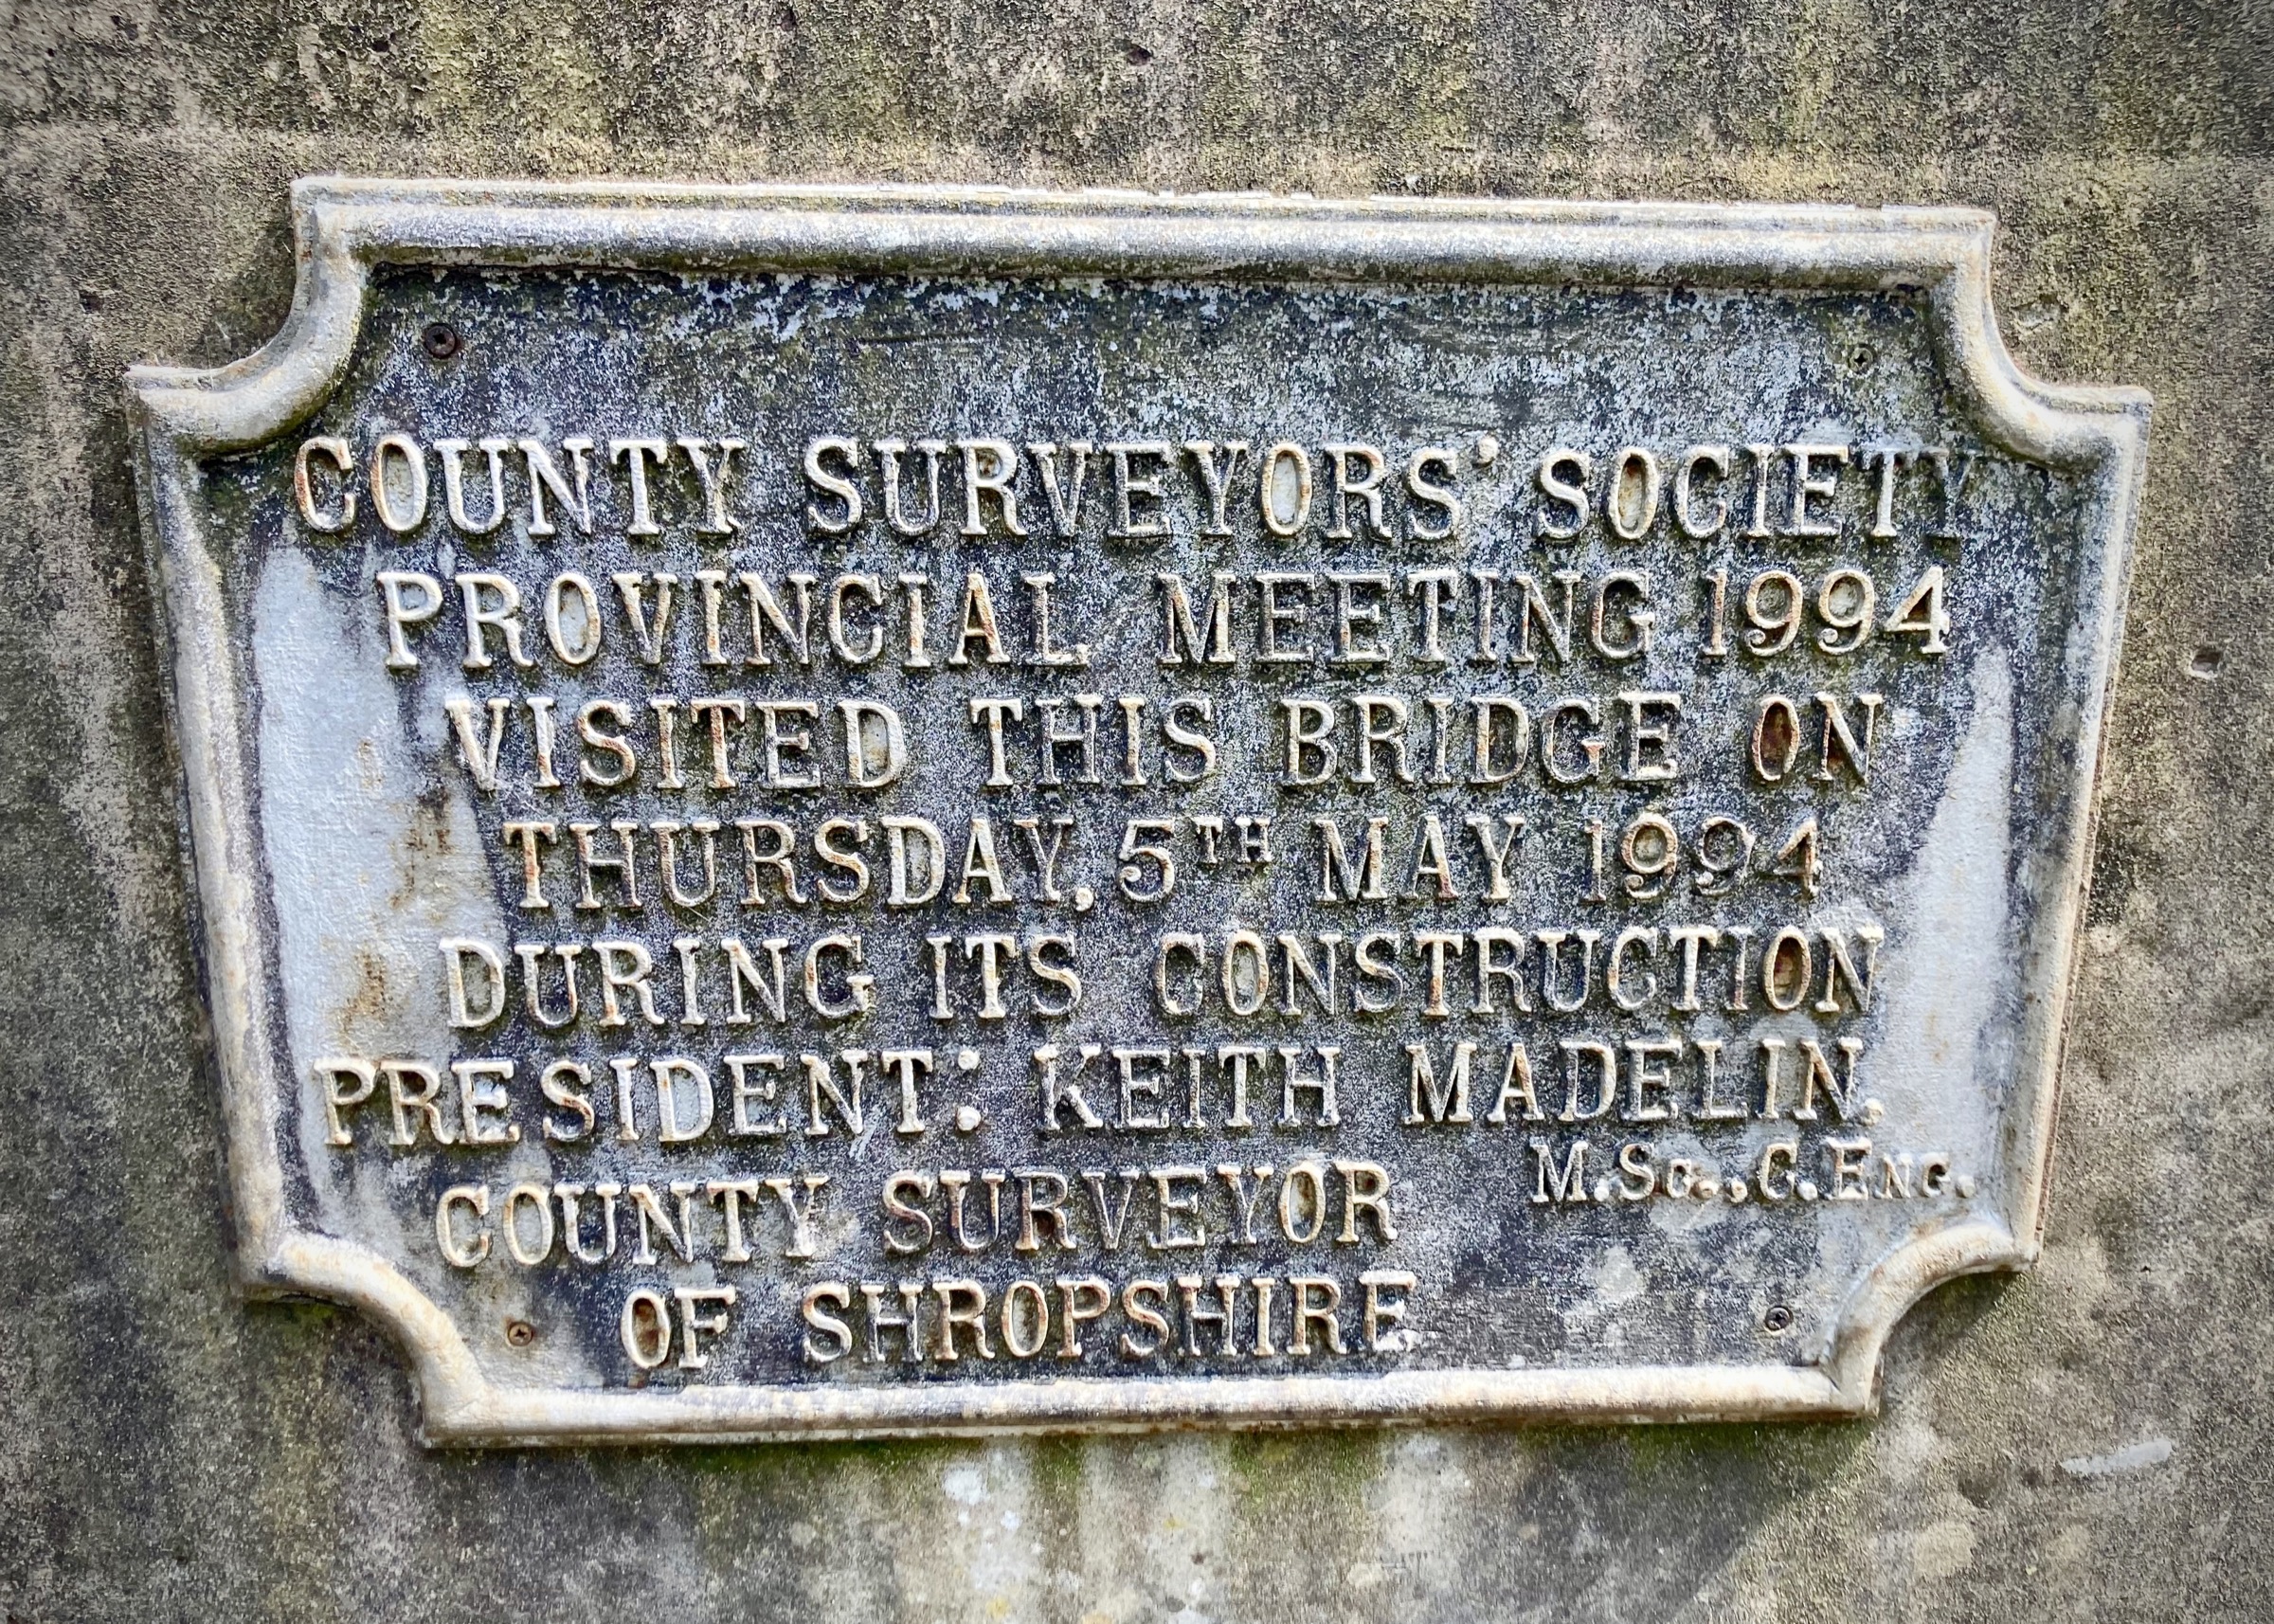 COUNTY SURVEYORS' SOCIETY
PROVINCIAL MEETING 1994
VISITED THIS BRIDGE ON
THURSDAY, 5TH MAY 1994
DURING ITS CONSTRUCTION
PRESIDENT: KEITH MADELIN.
M.Sc., C.ENG.
COUNTY SURVEYOR
OF SHROPSHIRE